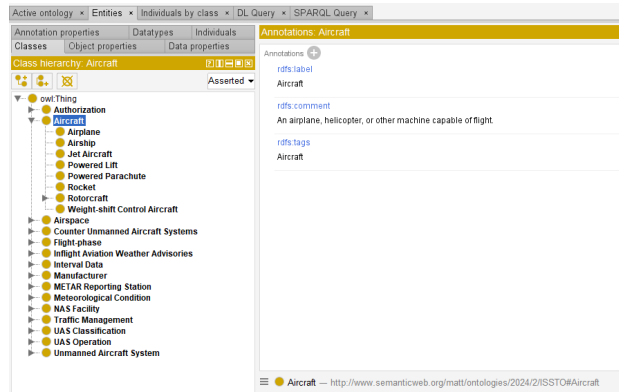 Active ontology × Entities × Individuals by class × DL Query × SPARQL Query ×
Annotation properties Datatypes Individuals
Classes Object properties Data properties
Class hierarchy: Aircraft
Asserted
owl:Thing
Authorization
Aircraft
Airplane
Airship
Jet Aircraft
Powered Lift
Powered Parachute
Rocket
Rotorcraft
Weight-shift Control Aircraft
Airspace
Counter Unmanned Aircraft Systems
Flight-phase
Inflight Aviation Weather Advisories
Interval Data
Manufacturer
METAR Reporting Station
Meteorological Condition
NAS Facility
Traffic Management
UAS Classification
UAS Operation
Unmanned Aircraft System
Annotations: Aircraft
Annotations
rdfs:label
Aircraft
rdfs:comment
An airplane, helicopter, or other machine capable of flight.
rdfs:tags
Aircraft
Aircraft — http://www.semanticweb.org/matt/ontologies/2024/2/ISSTO#Aircraft